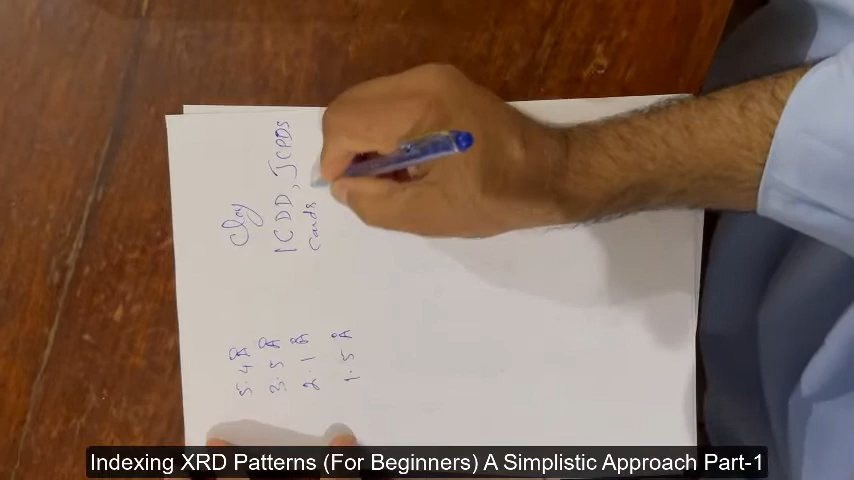 Clay
ICDD, JCPDS
cards
5.4 Å
3.5 Å
2.1 Å
1.5 Å
Indexing XRD Patterns (For Beginners) A Simplistic Approach Part-1